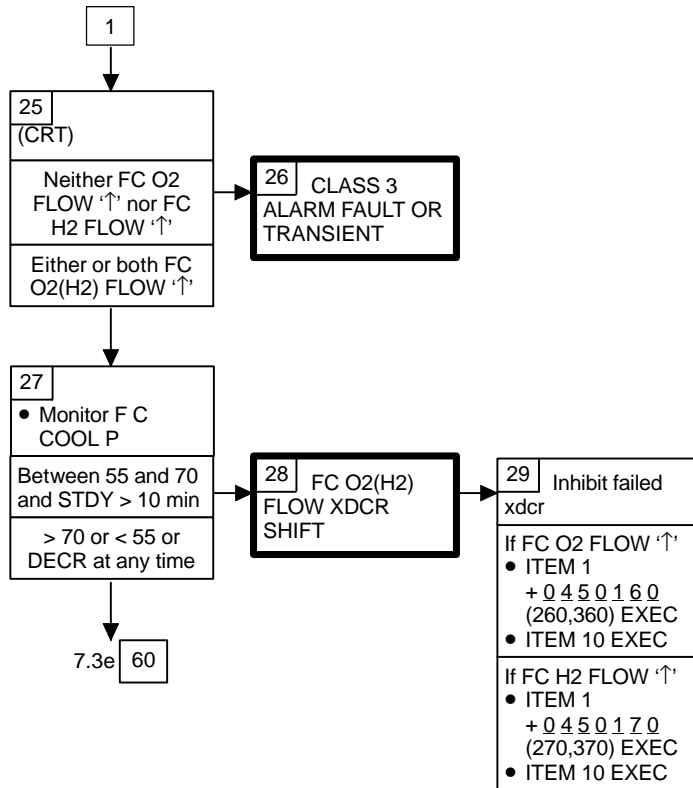 1
25
(CRT)
Neither FC O2
FLOW ‘↑’ nor FC
H2 FLOW ‘↑’
Either or both FC
O2(H2) FLOW ‘↑’
26 CLASS 3
ALARM FAULT OR
TRANSIENT
27
• Monitor F C
COOL P
Between 55 and 70
and STDY > 10 min
> 70 or < 55 or
DECR at any time
7.3e 60
28 FC O2(H2)
FLOW XDCR
SHIFT
29 Inhibit failed
xdcr
If FC O2 FLOW ‘↑’
• ITEM 1
+ 0 4 5 0 1 6 0
(260,360) EXEC
• ITEM 10 EXEC
If FC H2 FLOW ‘↑’
• ITEM 1
+ 0 4 5 0 1 7 0
(270,370) EXEC
• ITEM 10 EXEC